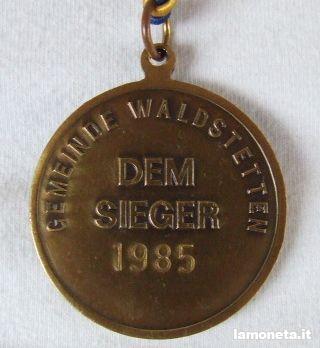 GEMEINDE WALDSTETTEN
DEM
SIEGER
1985
lamoneta.it